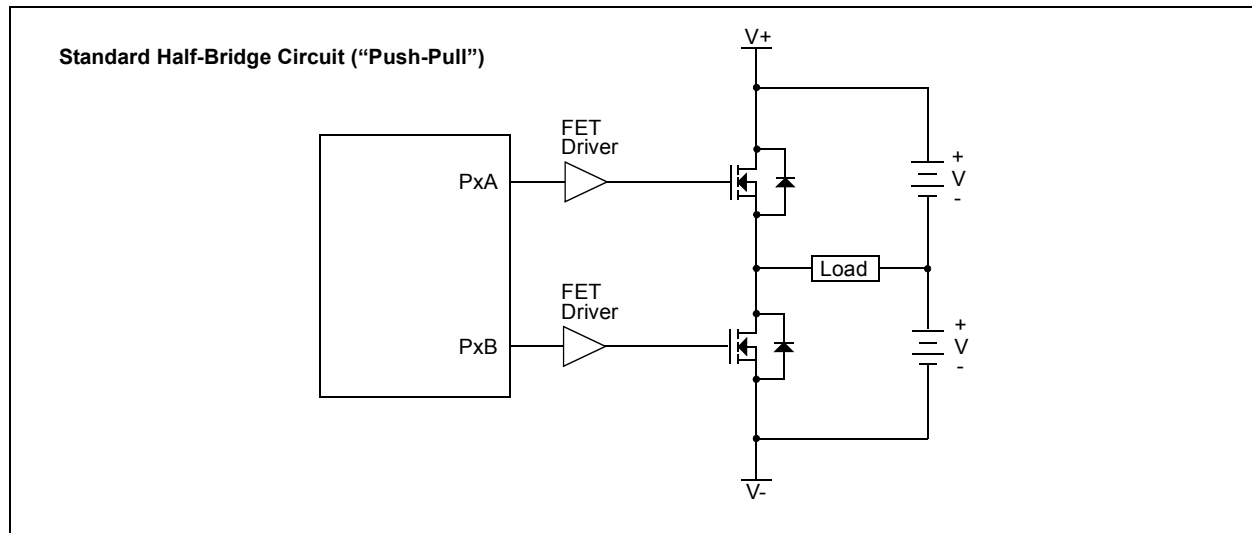 Standard Half-Bridge Circuit (“Push-Pull”)
V+
FET
Driver
PxA
+
V
-
Load
FET
Driver
PxB
+
V
-
V-